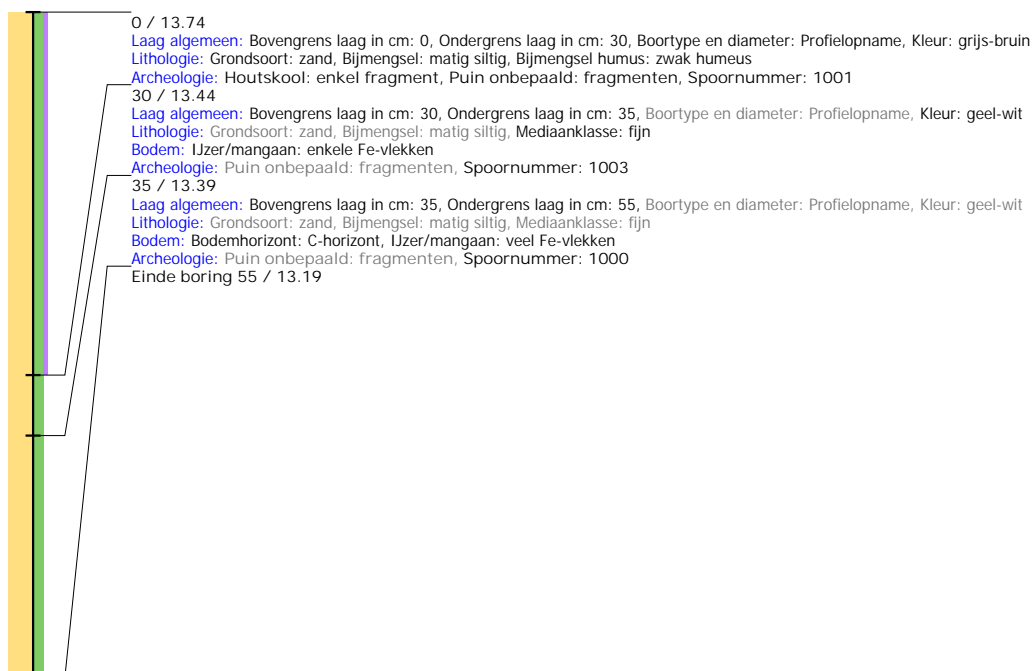 0 / 13.74
Laag algemeen: Bovengrens laag in cm: 0, Ondergrens laag in cm: 30, Boortype en diameter: Profielopname, Kleur: grijs-bruin
Lithologie: Grondsoort: zand, Bijmengsel: matig siltig, Bijmengsel humus: zwak humeus
Archeologie: Houtskool: enkel fragment, Puin onbepaald: fragmenten, Spoornummer: 1001
30 / 13.44
Laag algemeen: Bovengrens laag in cm: 30, Ondergrens laag in cm: 35, Boortype en diameter: Profielopname, Kleur: geel-wit
Lithologie: Grondsoort: zand, Bijmengsel: matig siltig, Mediaanklasse: fijn
Bodem: IJzer/mangaan: enkele Fe-vlekken
Archeologie: Puin onbepaald: fragmenten, Spoornummer: 1003
35 / 13.39
Laag algemeen: Bovengrens laag in cm: 35, Ondergrens laag in cm: 55, Boortype en diameter: Profielopname, Kleur: geel-wit
Lithologie: Grondsoort: zand, Bijmengsel: matig siltig, Mediaanklasse: fijn
Bodem: Bodemhorizont: C-horizont, IJzer/mangaan: veel Fe-vlekken
Archeologie: Puin onbepaald: fragmenten, Spoornummer: 1000
Einde boring 55 / 13.19